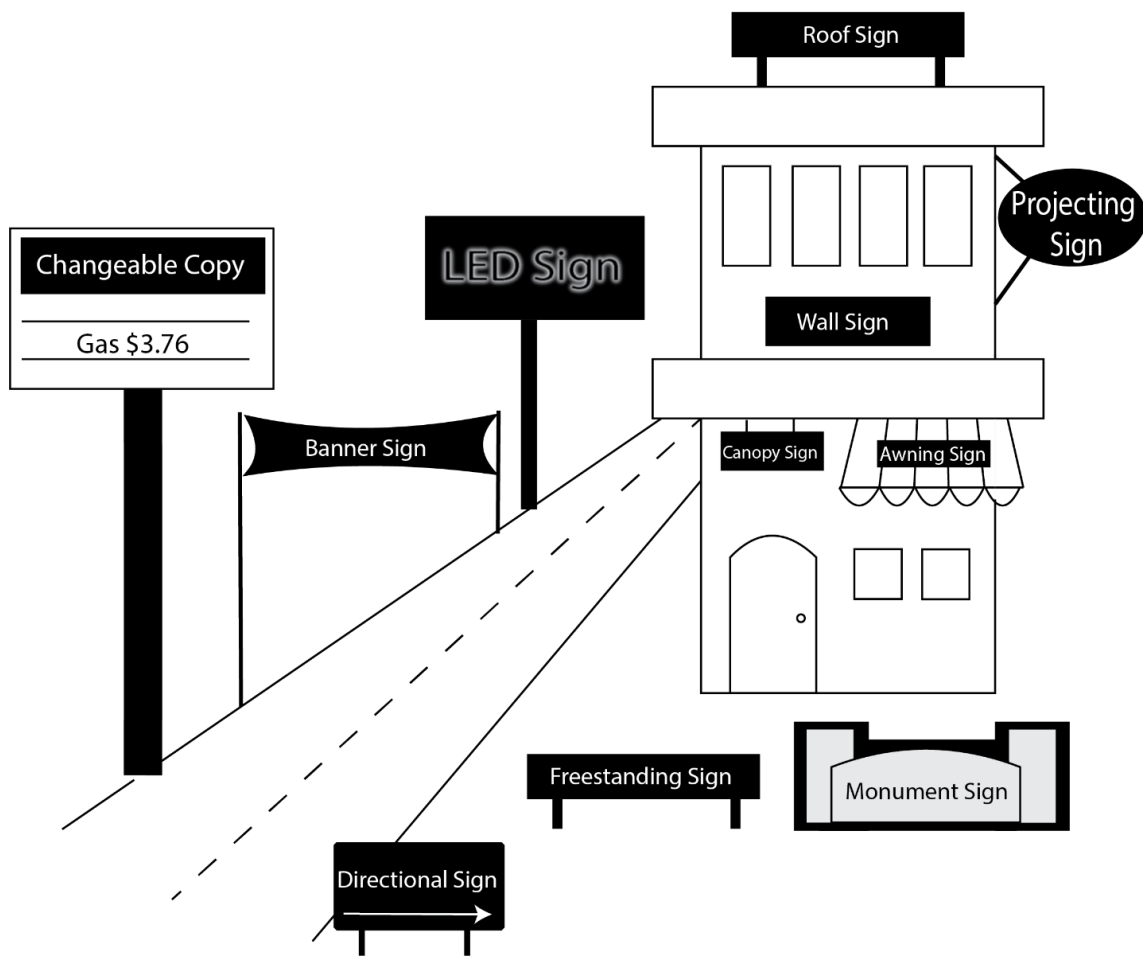 Roof Sign
Projecting
Sign
Changeable Copy
LED Sign
Wall Sign
Gas $3.76
Banner Sign
Canopy Sign
Awning Sign
Freestanding Sign
Monument Sign
Directional Sign